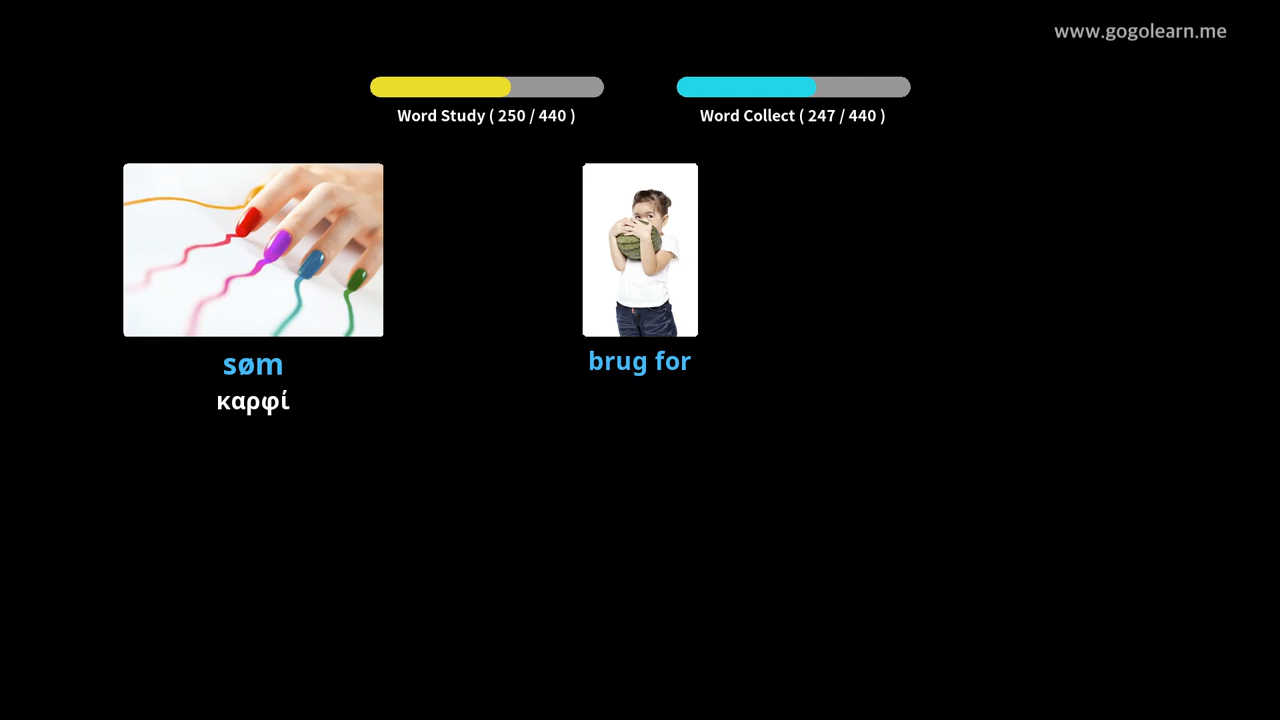 www.gogolearn.me
Word Study ( 250 / 440 )
Word Collect ( 247 / 440 )
søm
καρφί
brug for